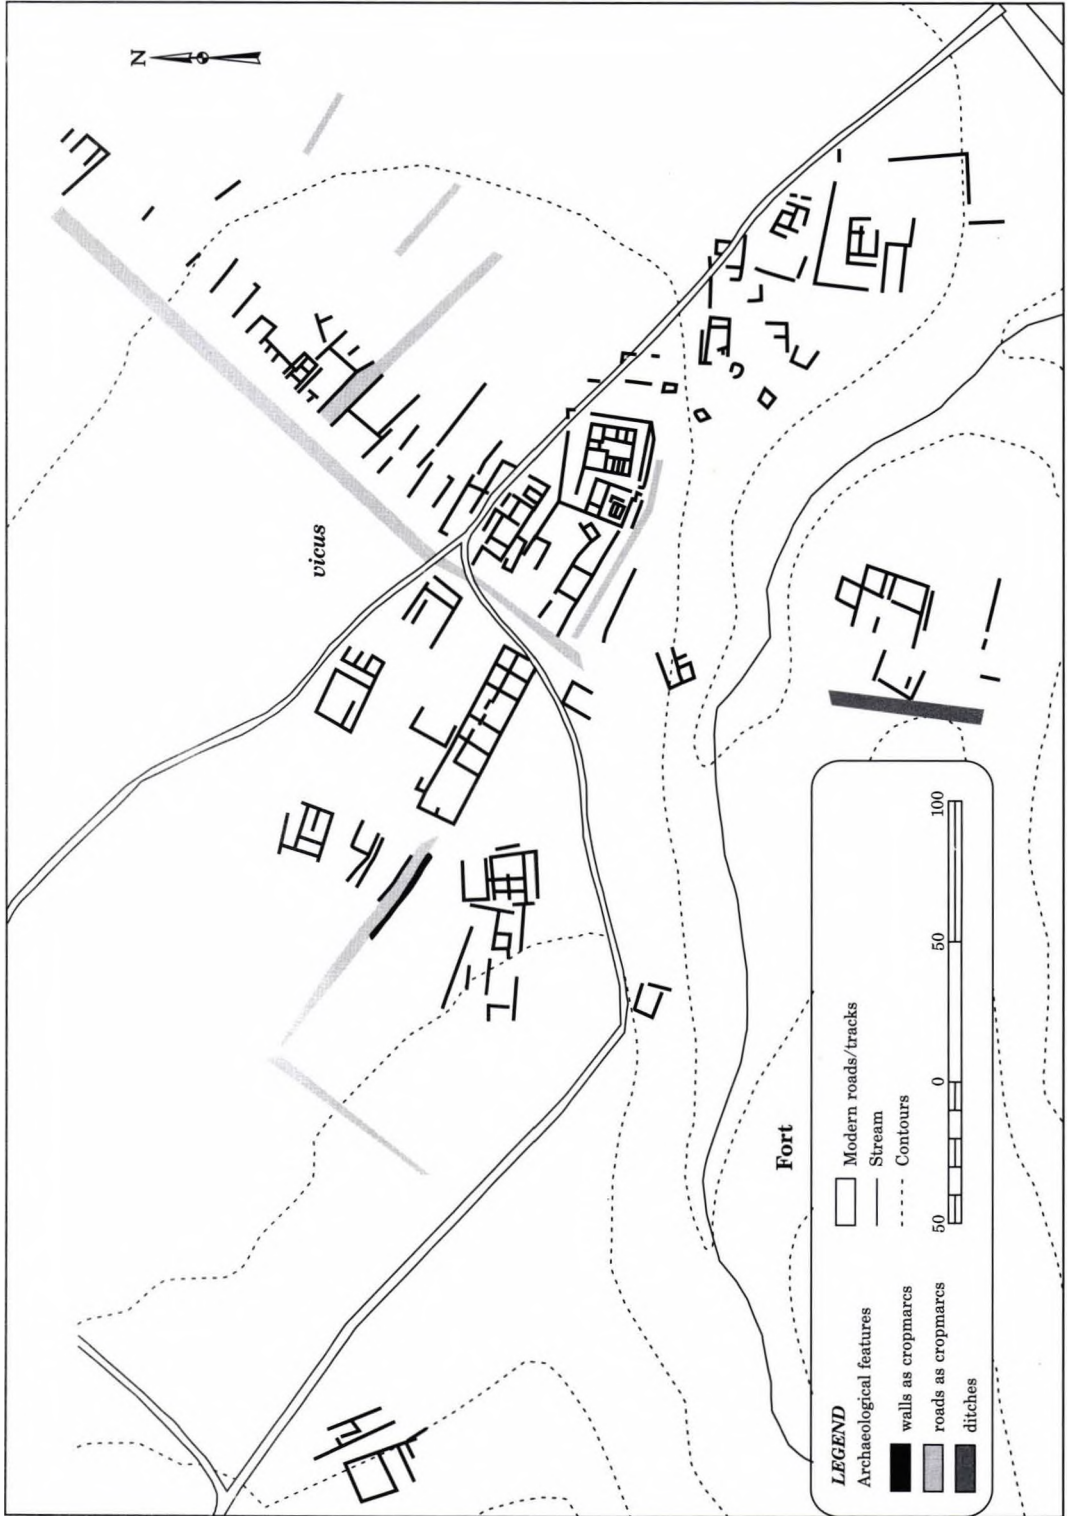 N
vicus
Fort
LEGEND
Archaeological features
walls as cropmarcs
roads as cropmarcs
ditches
Modern roads/tracks
Stream
Contours
50 0 50 100